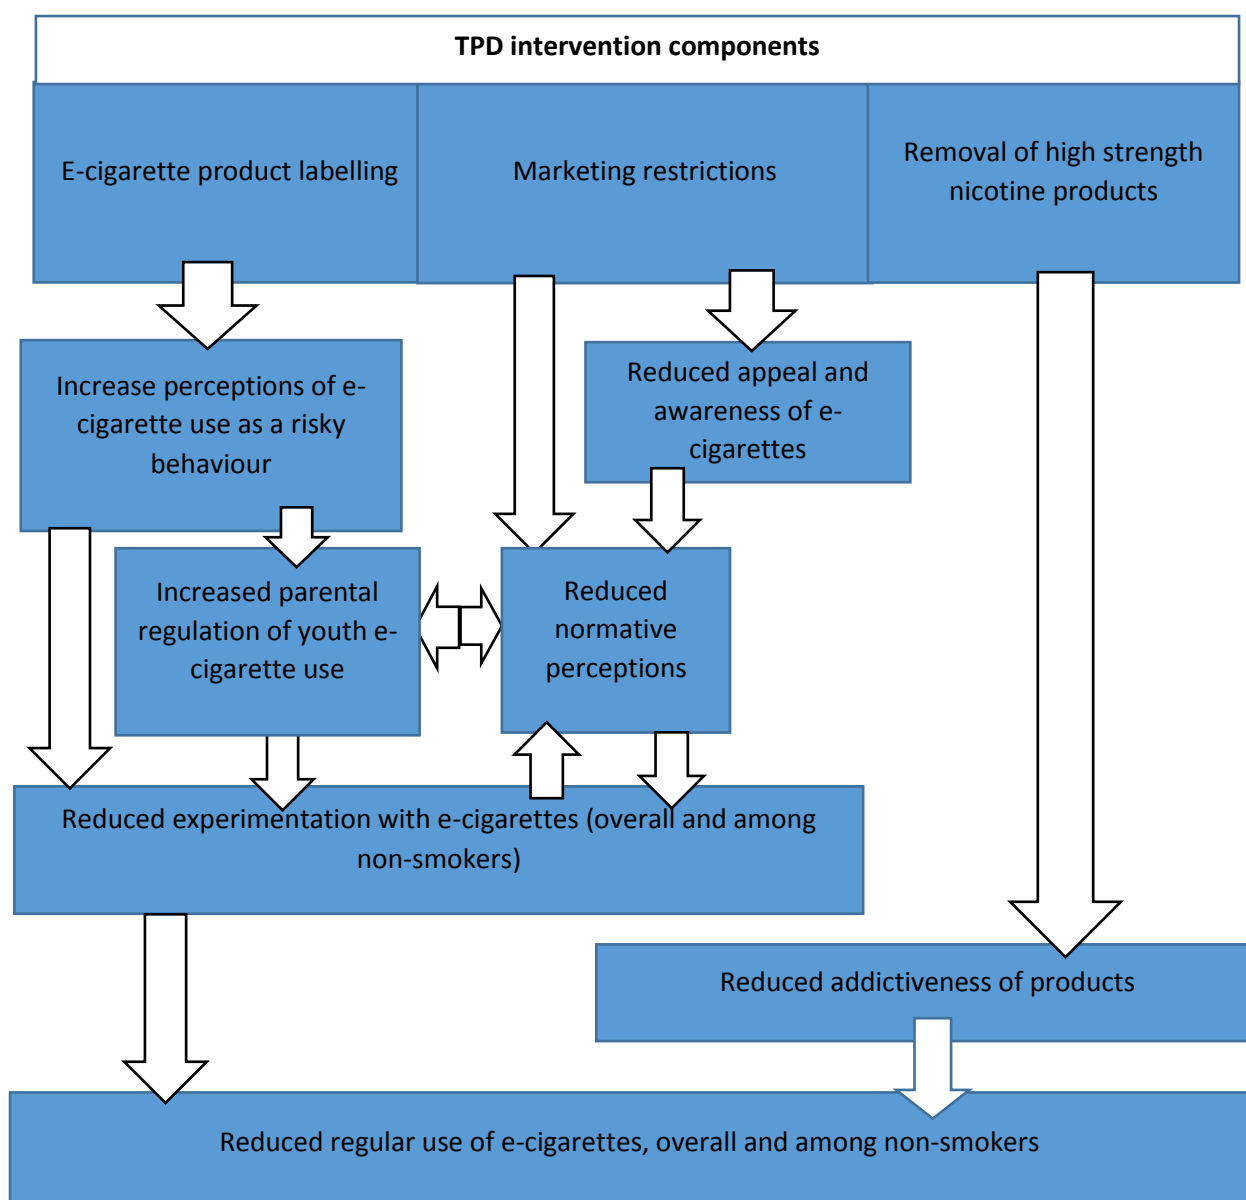 TPD intervention components
E-cigarette product labelling
Marketing restrictions
Removal of high strength
nicotine products
Increase perceptions of e-
cigarette use as a risky
behaviour
Reduced appeal and
awareness of e-
cigarettes
Increased parental
regulation of youth e-
cigarette use
Reduced
normative
perceptions
Reduced experimentation with e-cigarettes (overall and among
non-smokers)
Reduced addictiveness of products
Reduced regular use of e-cigarettes, overall and among non-smokers